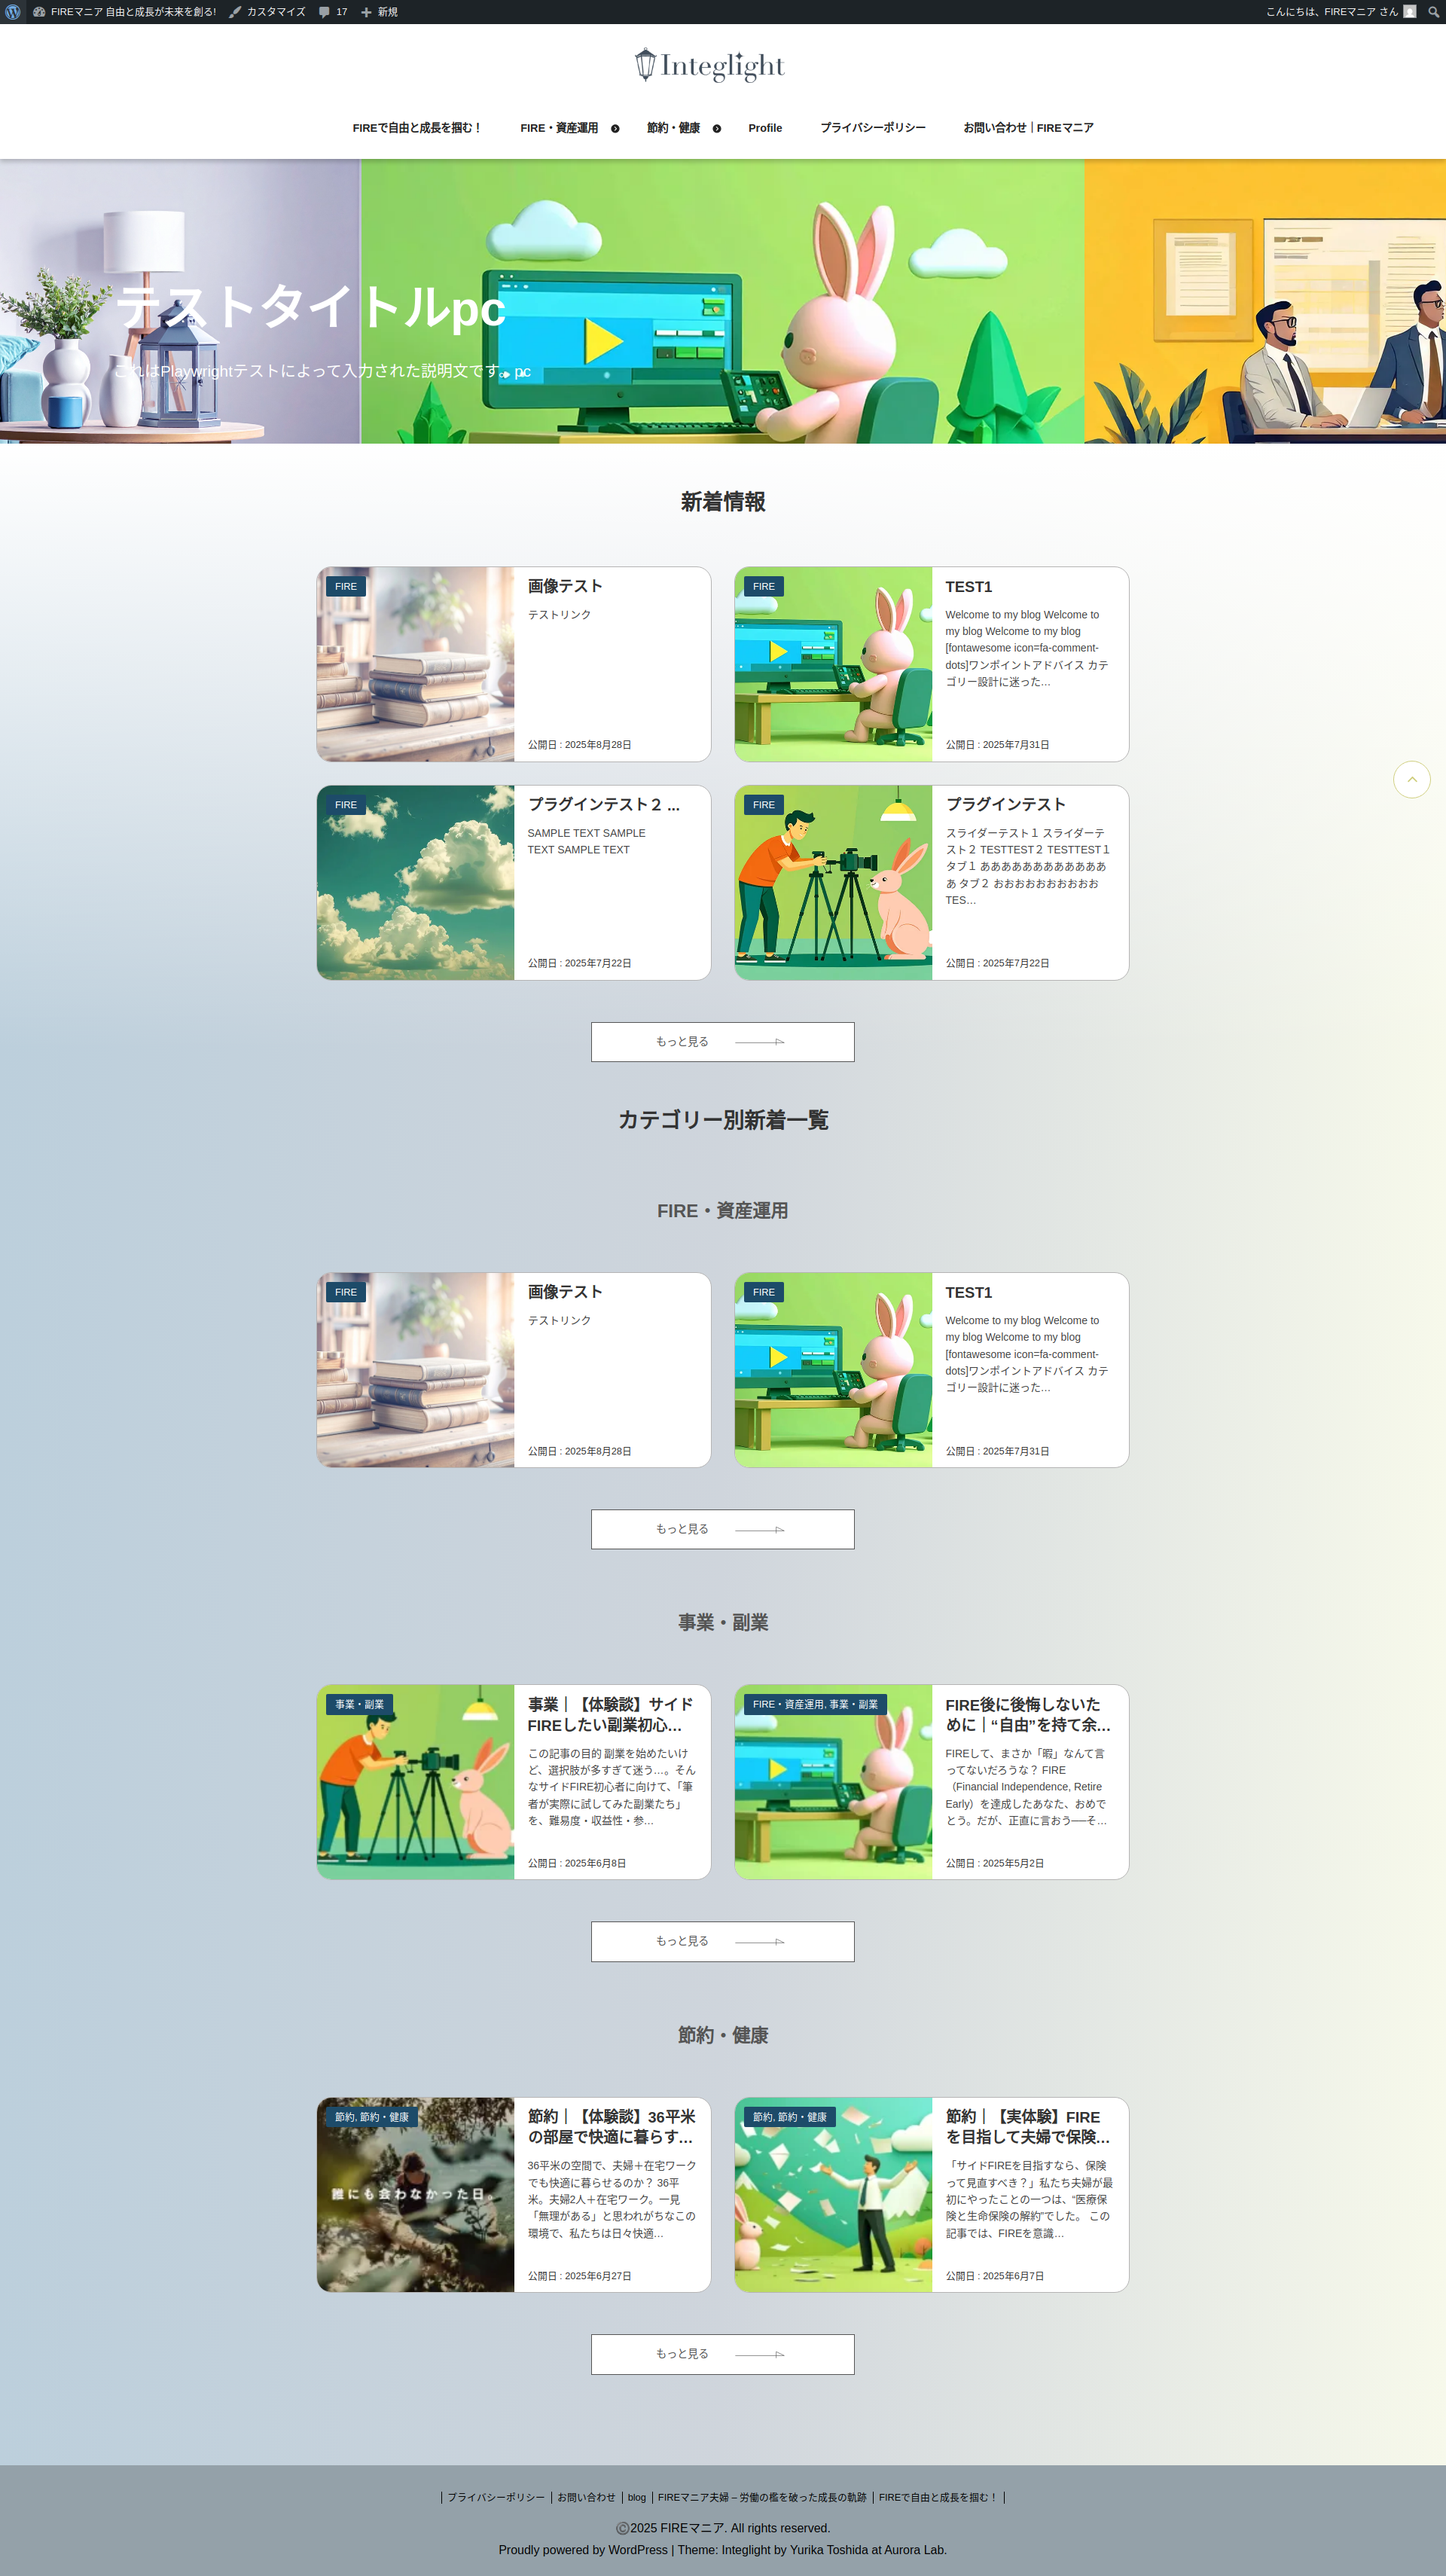 FIREマニア 自由と成長が未来を創る! カスタマイズ 17 新規 こんにちは、FIREマニア さん
Integlight
FIREで自由と成長を掴む！ FIRE・資産運用 節約・健康 Profile プライバシーポリシー お問い合わせ｜FIREマニア
テストタイトルpc
これはPlaywrightテストによって入力された説明文です。pc
新着情報
FIRE
画像テスト
テストリンク
公開日 : 2025年8月28日
FIRE
TEST1
Welcome to my blog Welcome to
my blog Welcome to my blog
[fontawesome icon=fa-comment-
dots]ワンポイントアドバイス カテ
ゴリー設計に迷った…
公開日 : 2025年7月31日
FIRE
プラグインテスト２ ...
SAMPLE TEXT SAMPLE
TEXT SAMPLE TEXT
公開日 : 2025年7月22日
FIRE
プラグインテスト
スライダーテスト１ スライダーテ
スト２ TESTTEST２ TESTTEST１
タブ１ ああああああああああああ
あ タブ２ おおおおおおおおおお
TES…
公開日 : 2025年7月22日
もっと見る
カテゴリー別新着一覧
FIRE・資産運用
FIRE
画像テスト
テストリンク
公開日 : 2025年8月28日
FIRE
TEST1
Welcome to my blog Welcome to
my blog Welcome to my blog
[fontawesome icon=fa-comment-
dots]ワンポイントアドバイス カテ
ゴリー設計に迷った…
公開日 : 2025年7月31日
もっと見る
事業・副業
事業・副業
事業｜【体験談】サイド
FIREしたい副業初心…
この記事の目的 副業を始めたいけ
ど、選択肢が多すぎて迷う…。そん
なサイドFIRE初心者に向けて、「筆
者が実際に試してみた副業たち」
を、難易度・収益性・参…
公開日 : 2025年6月8日
FIRE・資産運用, 事業・副業
FIRE後に後悔しないた
めに｜“自由”を持て余…
FIREして、まさか「暇」なんて言
ってないだろうな？ FIRE
（Financial Independence, Retire
Early）を達成したあなた、おめで
とう。だが、正直に言おう──そ…
公開日 : 2025年5月2日
もっと見る
節約・健康
節約, 節約・健康
誰にも会わなかった日。
節約｜【体験談】36平米
の部屋で快適に暮らす…
36平米の空間で、夫婦＋在宅ワーク
でも快適に暮らせるのか？ 36平
米。夫婦2人＋在宅ワーク。一見
「無理がある」と思われがちなこの
環境で、私たちは日々快適…
公開日 : 2025年6月27日
節約, 節約・健康
節約｜【実体験】FIRE
を目指して夫婦で保険…
「サイドFIREを目指すなら、保険
って見直すべき？」私たち夫婦が最
初にやったことの一つは、“医療保
険と生命保険の解約”でした。 この
記事では、FIREを意識…
公開日 : 2025年6月7日
もっと見る
プライバシーポリシー お問い合わせ blog FIREマニア夫婦 – 労働の檻を破った成長の軌跡 FIREで自由と成長を掴む！
©2025 FIREマニア. All rights reserved.
Proudly powered by WordPress | Theme: Integlight by Yurika Toshida at Aurora Lab.